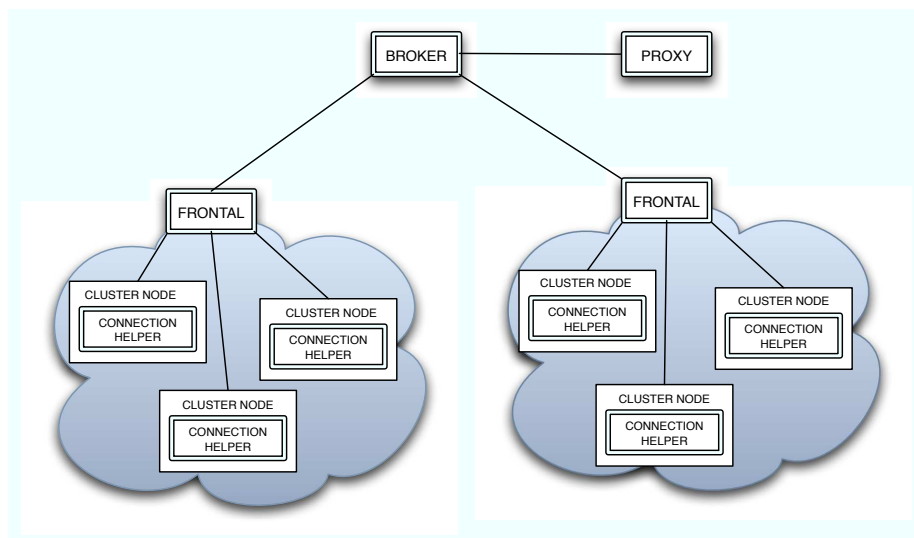 BROKER
PROXY
FRONTAL
FRONTAL
CLUSTER NODE
CONNECTION
HELPER
CLUSTER NODE
CONNECTION
HELPER
CLUSTER NODE
CONNECTION
HELPER
CLUSTER NODE
CONNECTION
HELPER
CLUSTER NODE
CONNECTION
HELPER
CLUSTER NODE
CONNECTION
HELPER